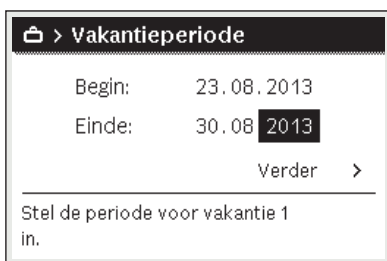 > Vakantieperiode
Begin: 23.08.2013
Einde: 30.08 2013
Verder >
Stel de periode voor vakantie 1
in.